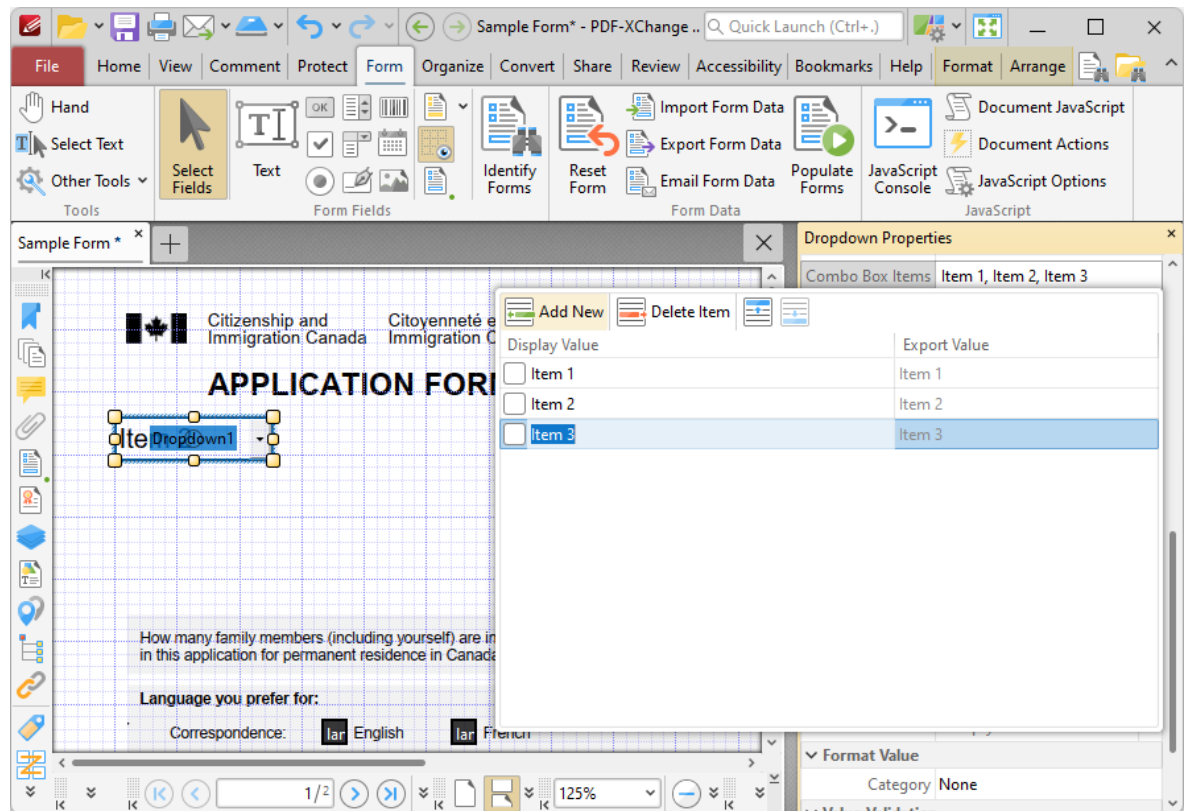 Sample Form* - PDF-XChange ..
Quick Launch (Ctrl+.)
File Home View Comment Protect Form Organize Convert Share Review Accessibility Bookmarks Help Format Arrange
Hand
Select Text
Other Tools
Tools
Select Fields
Text
OK
Form Fields
Identify Forms
Reset Form
Import Form Data
Export Form Data
Email Form Data
Populate Forms
Form Data
JavaScript Console
Document JavaScript
Document Actions
JavaScript Options
JavaScript
Sample Form *
Dropdown Properties
Combo Box Items Item 1, Item 2, Item 3
Citizenship and
Immigration Canada
Citoyenneté e
Immigration C
APPLICATION FOR
Ite
Dropdown1
Add New Delete Item
Display Value Export Value
Item 1 Item 1
Item 2 Item 2
Item 3 Item 3
How many family members (including yourself) are in
in this application for permanent residence in Canada
Language you prefer for:
Correspondence: lar English lar French
Format Value
Category None
1/2
125%